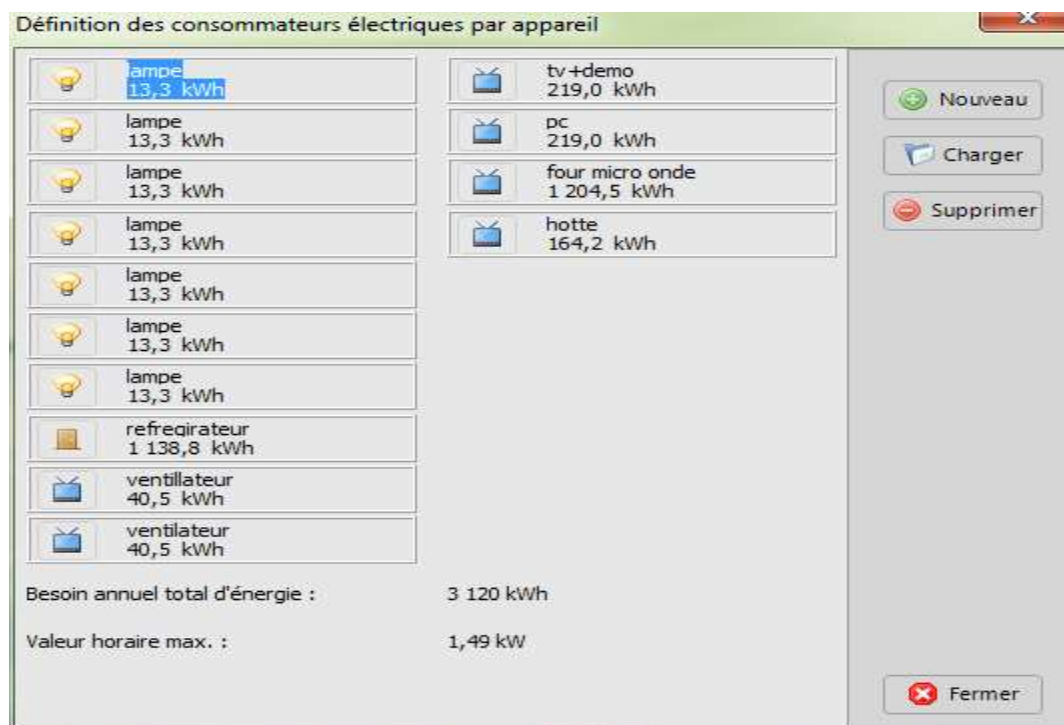 Définition des consommateurs électriques par appareil
lampe
13,3 kWh
lampe
13,3 kWh
lampe
13,3 kWh
lampe
13,3 kWh
lampe
13,3 kWh
lampe
13,3 kWh
lampe
13,3 kWh
refregirateur
1 138,8 kWh
ventillateur
40,5 kWh
ventilateur
40,5 kWh
tv+demo
219,0 kWh
pc
219,0 kWh
four micro onde
1 204,5 kWh
hotte
164,2 kWh
Nouveau
Charger
Supprimer
Besoin annuel total d'énergie : 3 120 kWh
Valeur horaire max. : 1,49 kW
Fermer